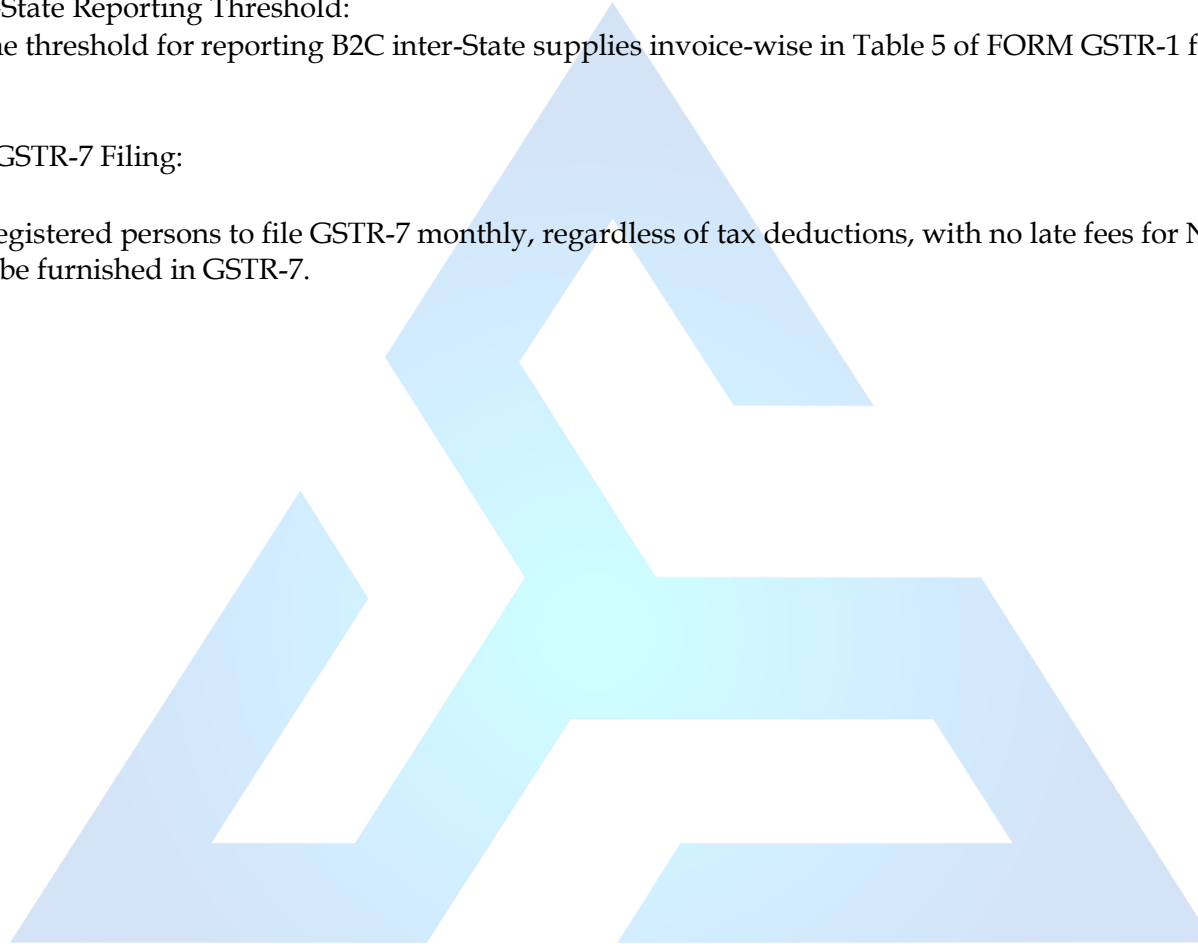 -State Reporting Threshold:
he threshold for reporting B2C inter-State supplies invoice-wise in Table 5 of FORM GSTR-1 f
GSTR-7 Filing:
egistered persons to file GSTR-7 monthly, regardless of tax deductions, with no late fees for N
be furnished in GSTR-7.